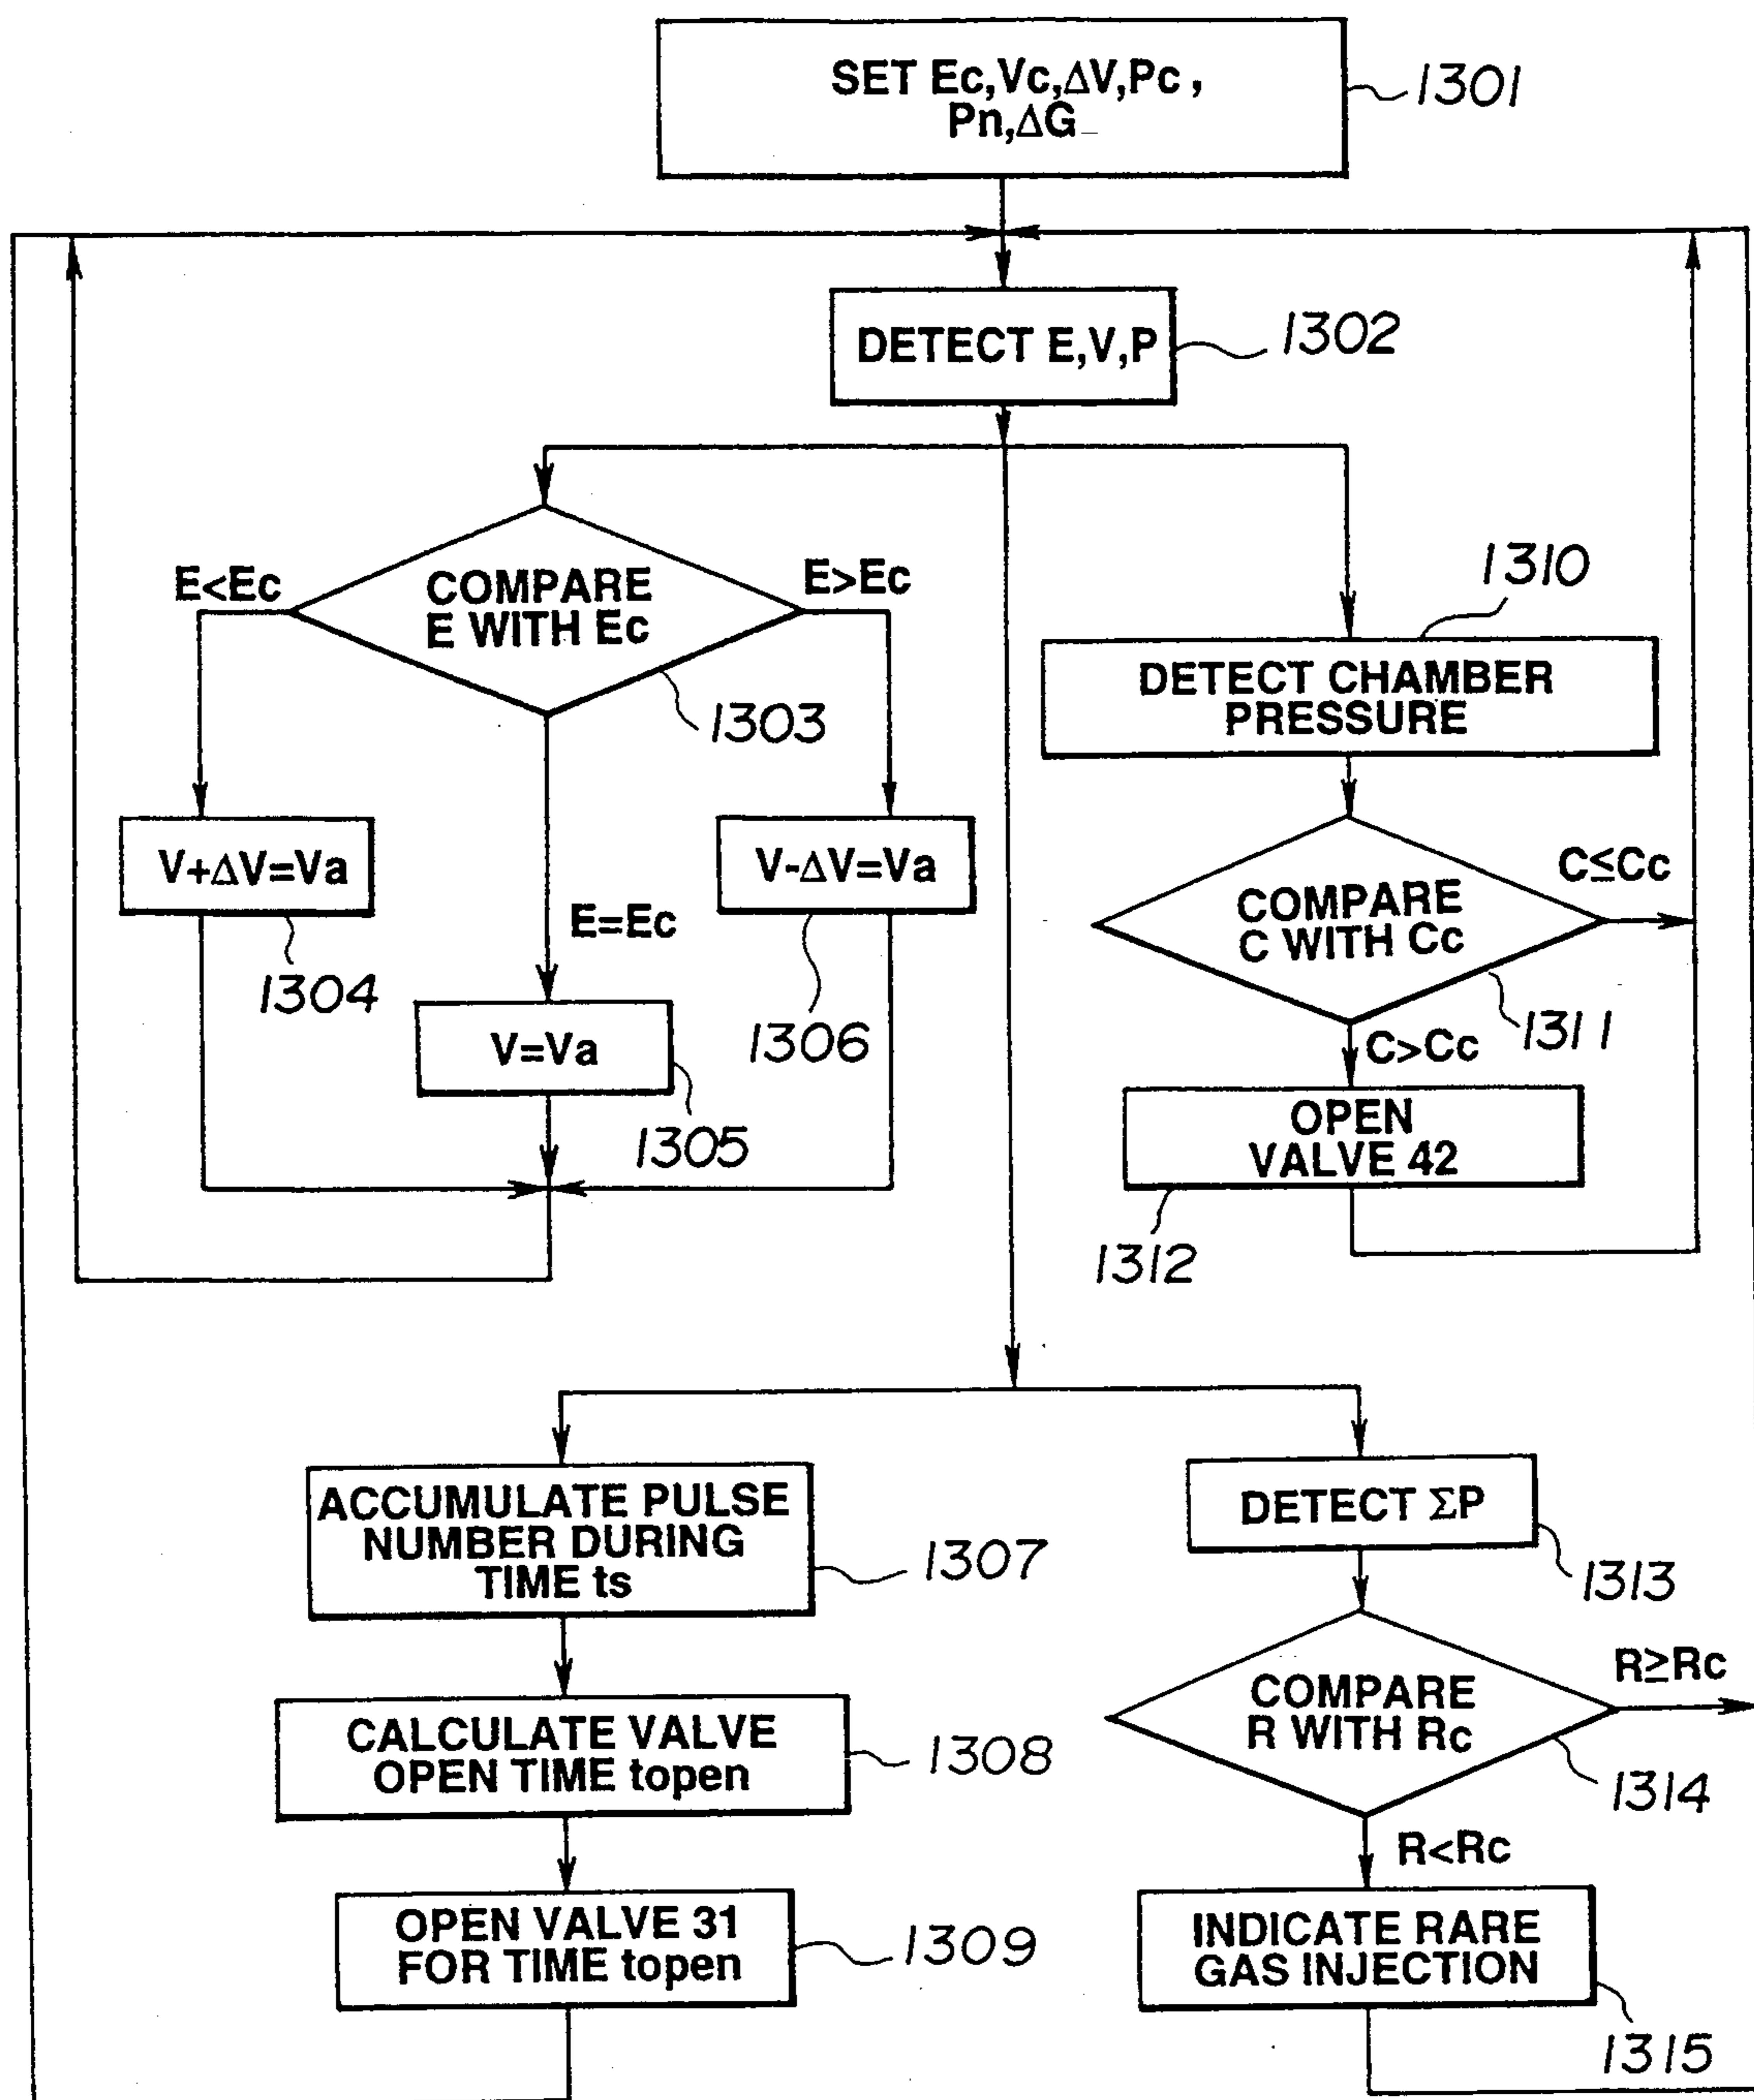 SET Ec,Vc,ΔV,Pc ,
Pn,ΔG
1301
DETECT E,V,P
1302
E<Ec
COMPARE
E WITH Ec
E>Ec
1303
V+ΔV=Va
1304
E=Ec
V=Va
1305
V-ΔV=Va
1306
1310
DETECT CHAMBER
PRESSURE
COMPARE
C WITH Cc
C≤Cc
1311
C>Cc
OPEN
VALVE 42
1312
ACCUMULATE PULSE
NUMBER DURING
TIME ts
1307
CALCULATE VALVE
OPEN TIME topen
1308
OPEN VALVE 31
FOR TIME topen
1309
DETECT ΣP
1313
COMPARE
R WITH Rc
R≥Rc
1314
R<Rc
INDICATE RARE
GAS INJECTION
1315